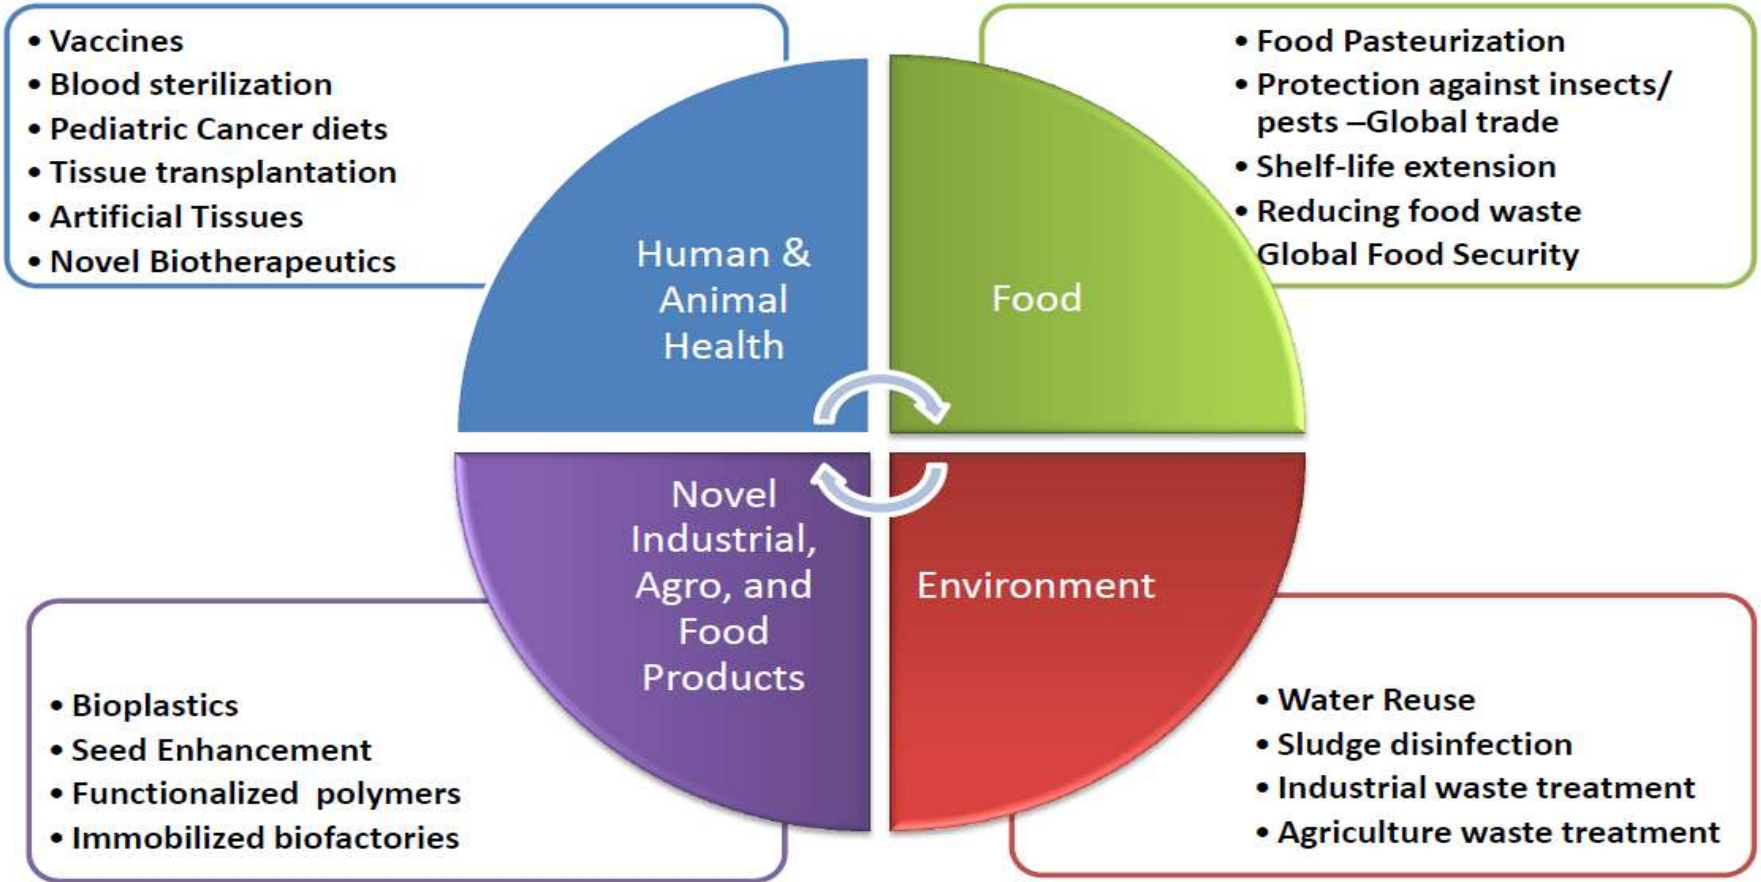 • Vaccines
• Blood sterilization
• Pediatric Cancer diets
• Tissue transplantation
• Artificial Tissues
• Novel Biotherapeutics
Human &
Animal
Health
• Food Pasteurization
• Protection against insects/
pests –Global trade
• Shelf-life extension
• Reducing food waste
Global Food Security
Food
Novel
Industrial,
Agro, and
Food
Products
• Bioplastics
• Seed Enhancement
• Functionalized polymers
• Immobilized biofactories
Environment
• Water Reuse
• Sludge disinfection
• Industrial waste treatment
• Agriculture waste treatment